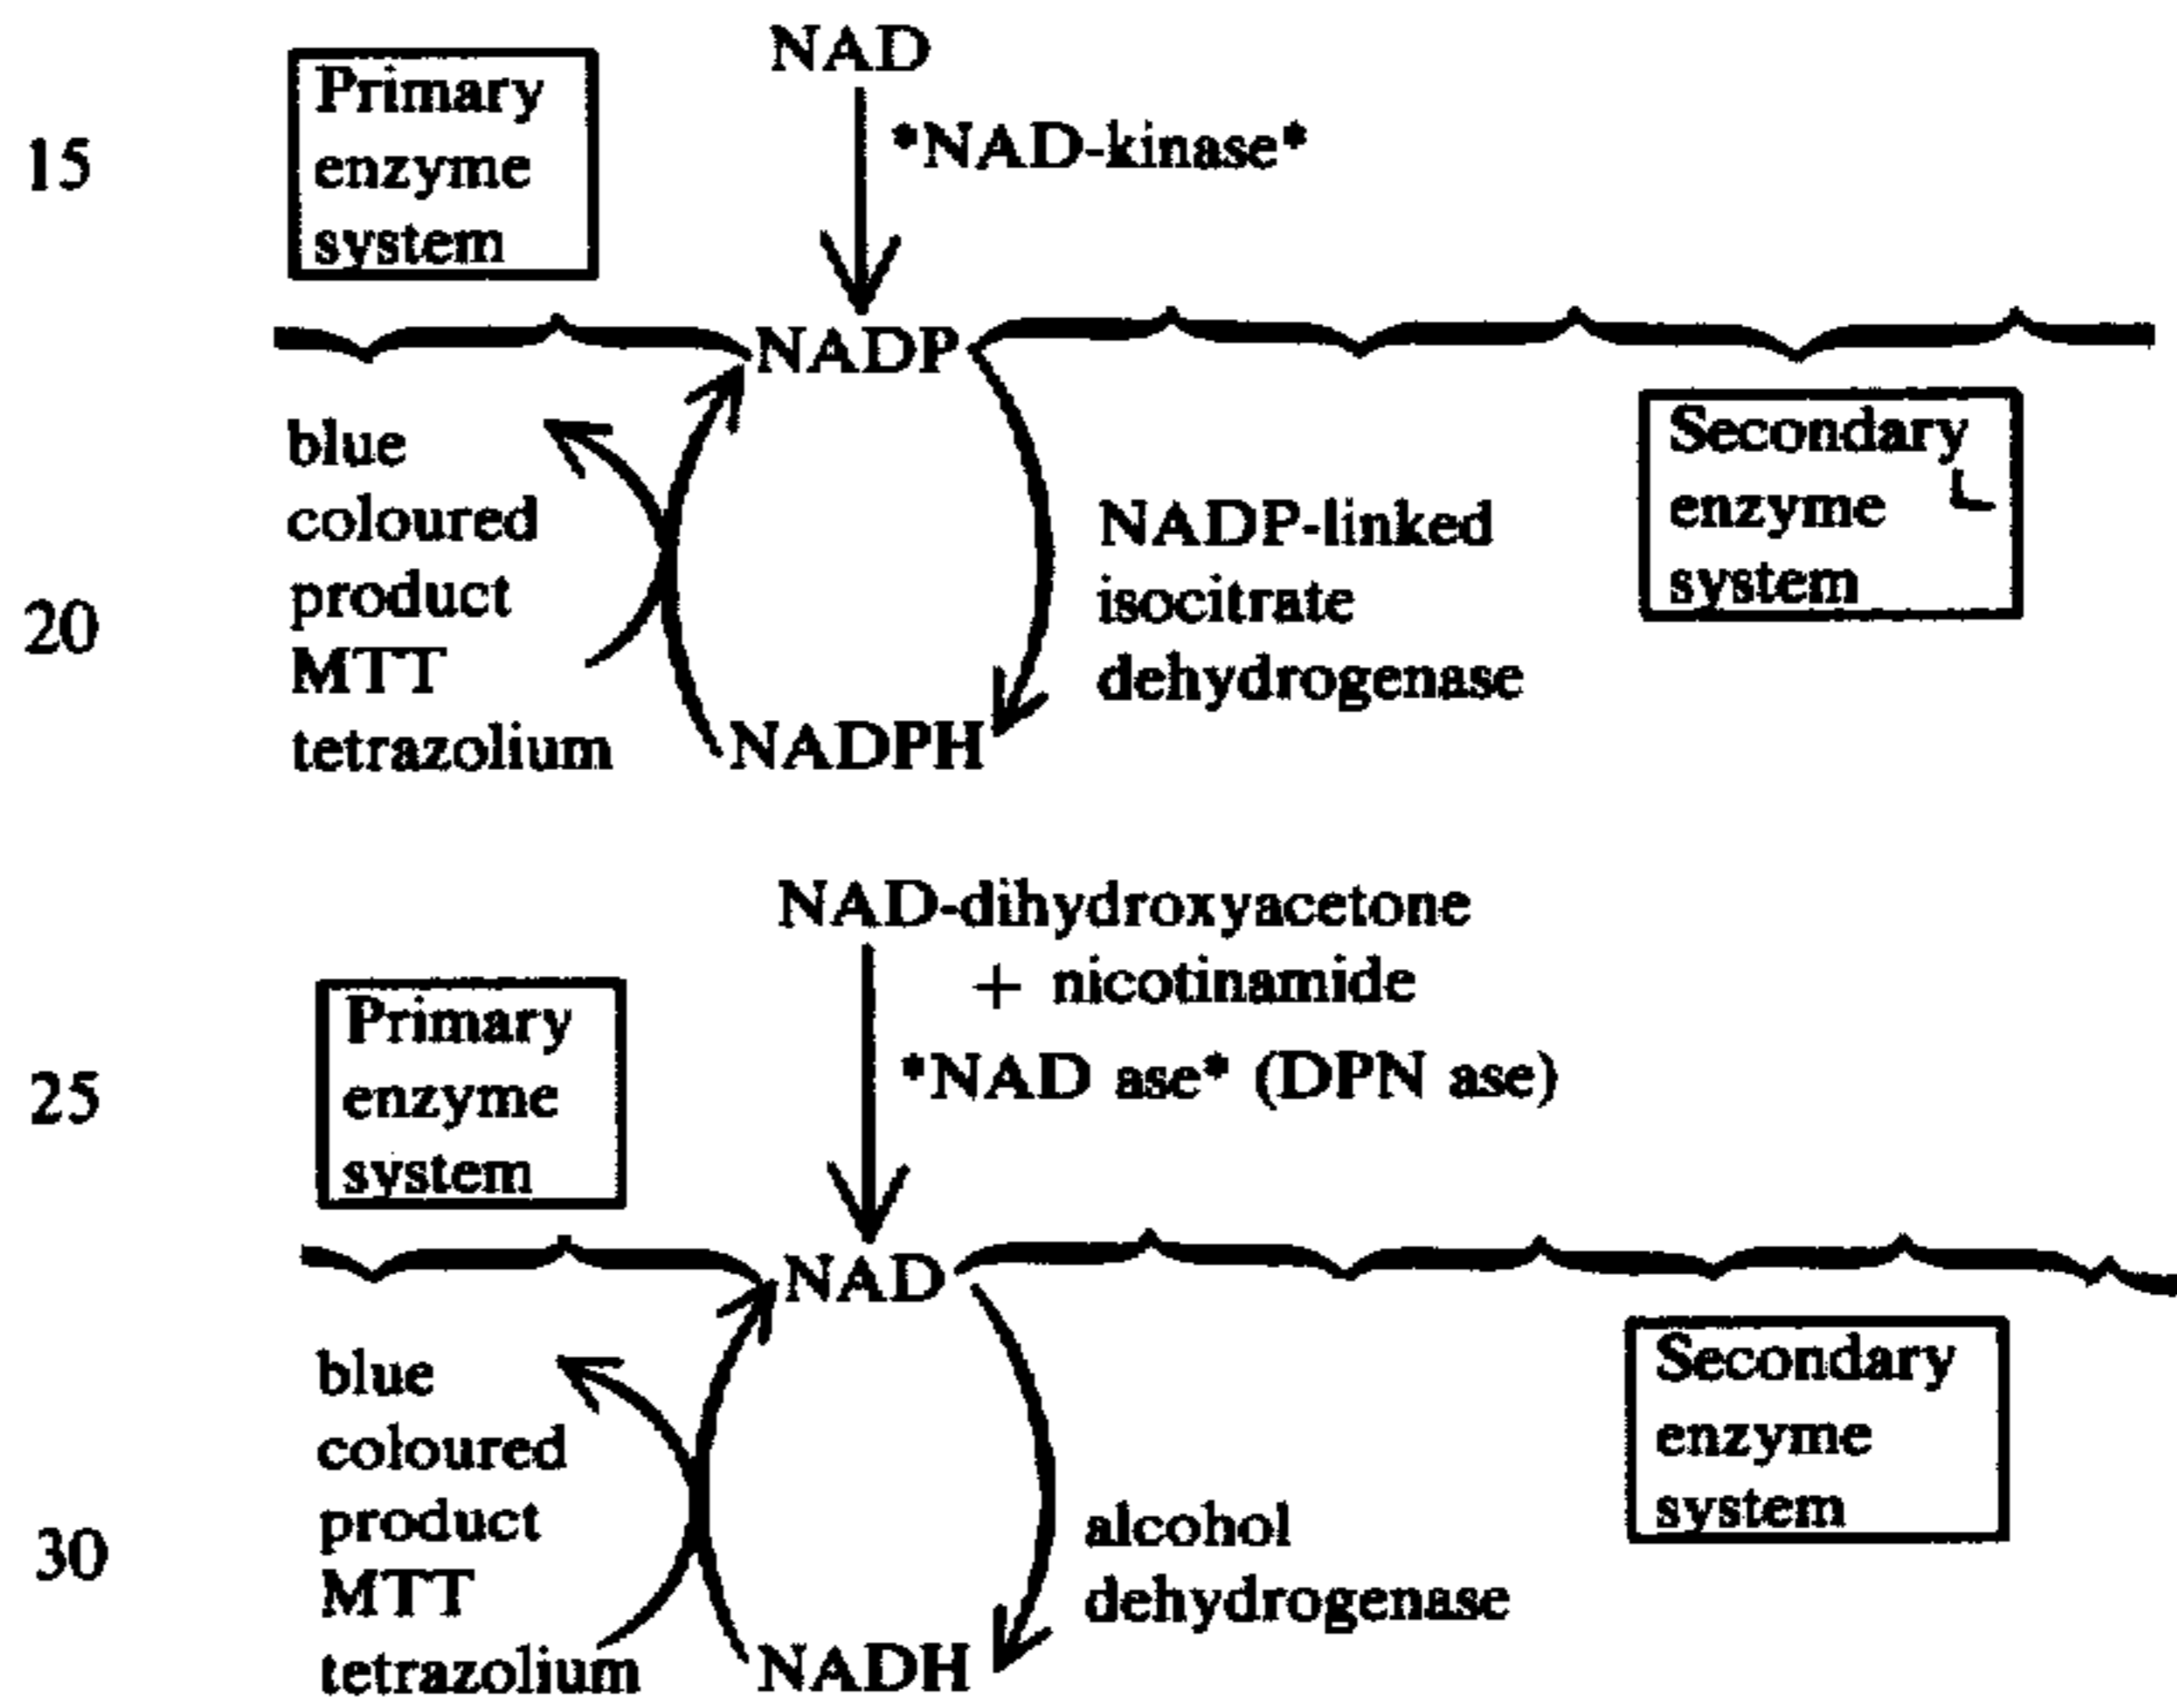 NAD
Primary
enzyme
system
*NAD-kinase*
15
NADP
blue
coloured
product
MTT
tetrazolium
20
NADP-linked
isocitrate
dehydrogenase
Secondary
enzyme
system
NADPH
NAD-dihydroxyacetone
+ nicotinamide
*NAD ase* (DPN ase)
Primary
enzyme
system
25
NAD
blue
coloured
product
MTT
tetrazolium
30
alcohol
dehydrogenase
Secondary
enzyme
system
NADH